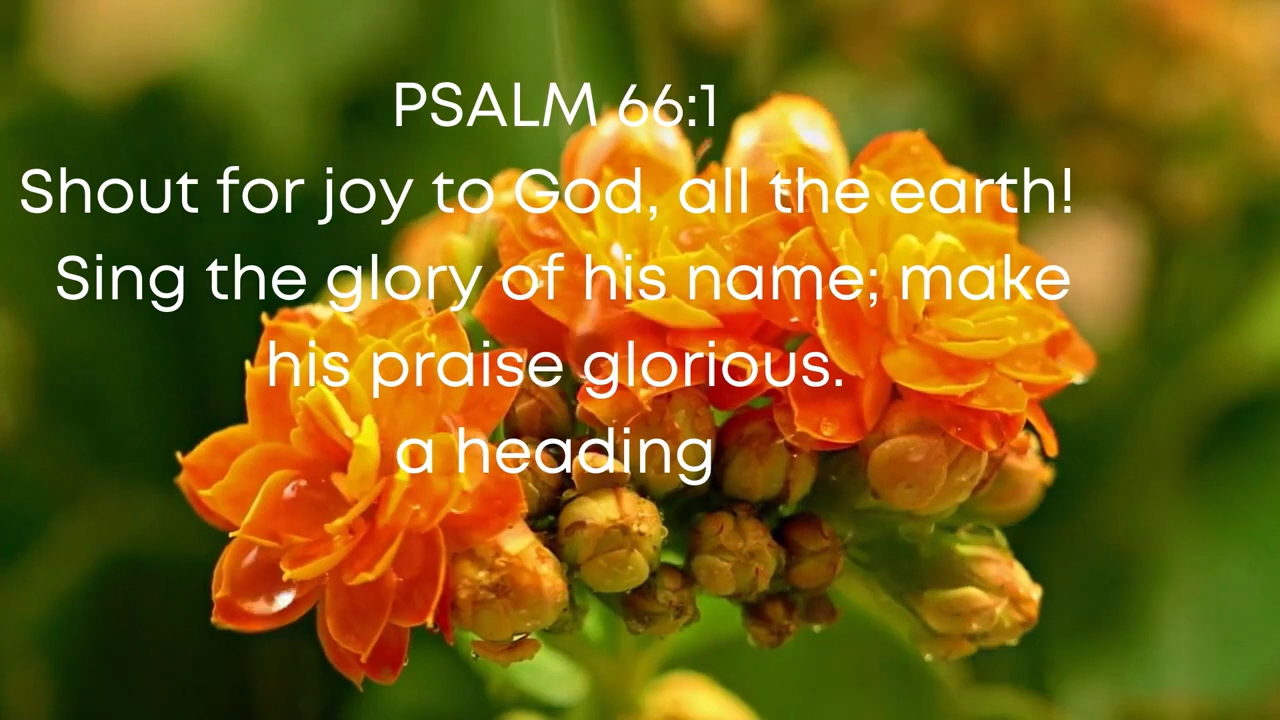 PSALM 66:1
Shout for joy to God, all the earth!
Sing the glory of his name; make
his praise glorious.
a heading